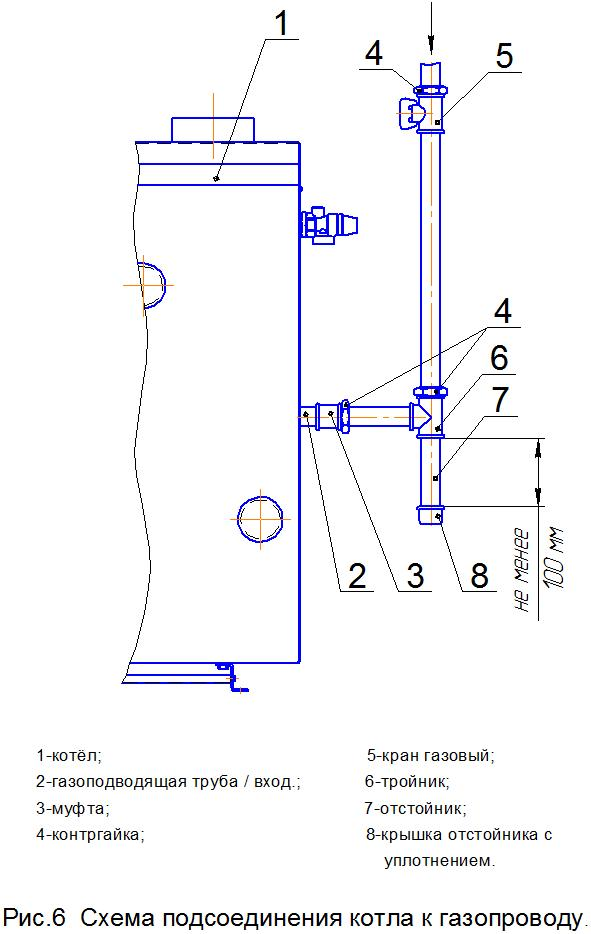 1
4
5
4
6
7
2
3
8
не менее
100 мм
1-котёл;
5-кран газовый;
2-газоподводящая труба / вход.;
6-тройник;
3-муфта;
7-отстойник;
4-контргайка;
8-крышка отстойника с
уплотнением.
Рис.6 Схема подсоединения котла к газопроводу.